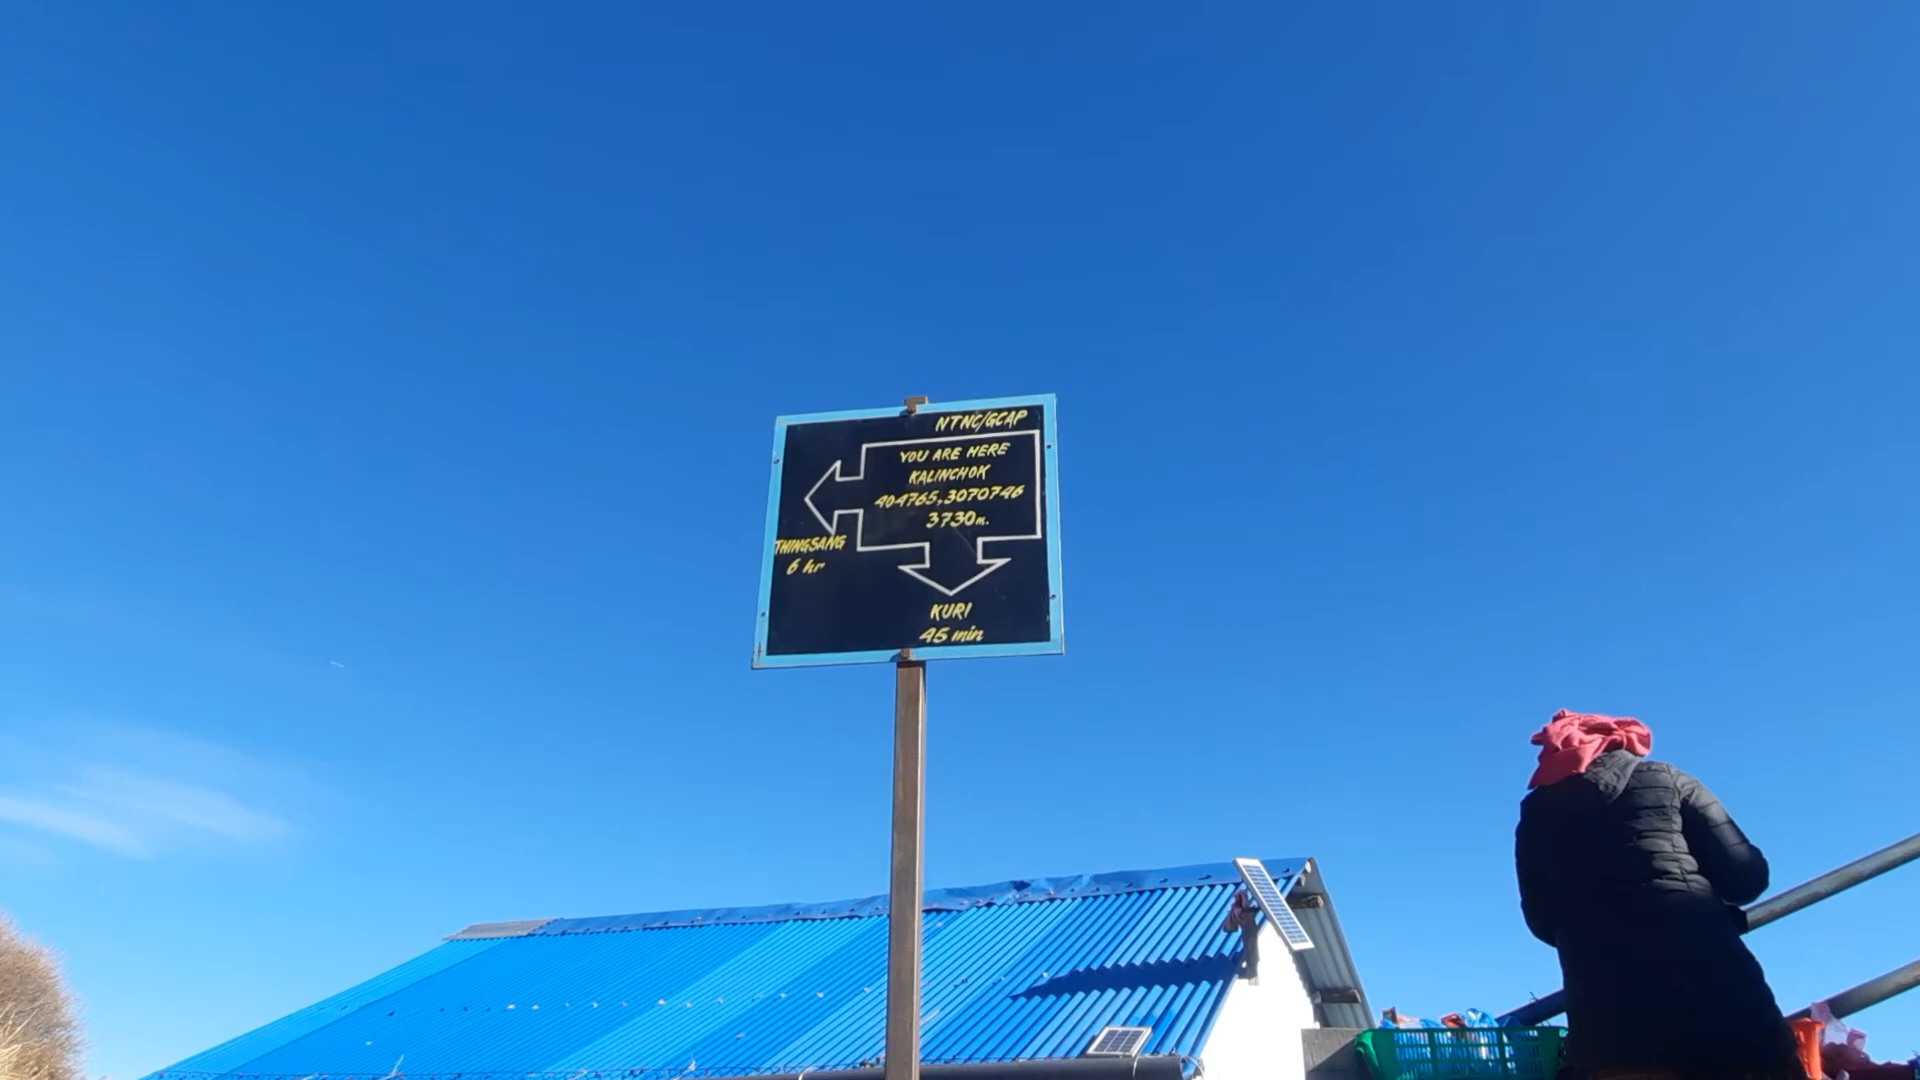 NTNC/GCAP
YOU ARE HERE
KALINCHOK
404765,3070746
3730m.
THINGSANG
6 hr
KURI
45 min